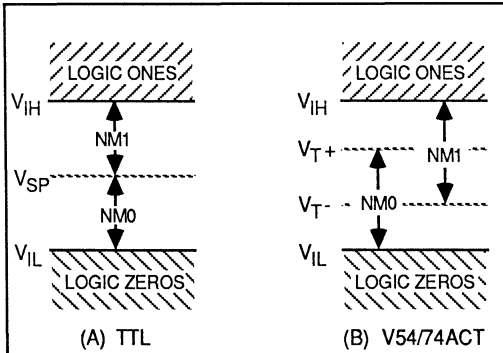 LOGIC ONES
V_IH
NM1
V_SP
NM0
V_IL
LOGIC ZEROS
(A) TTL
LOGIC ONES
V_IH
V_T+
NM1
V_T-
NM0
V_IL
LOGIC ZEROS
(B) V54/74ACT